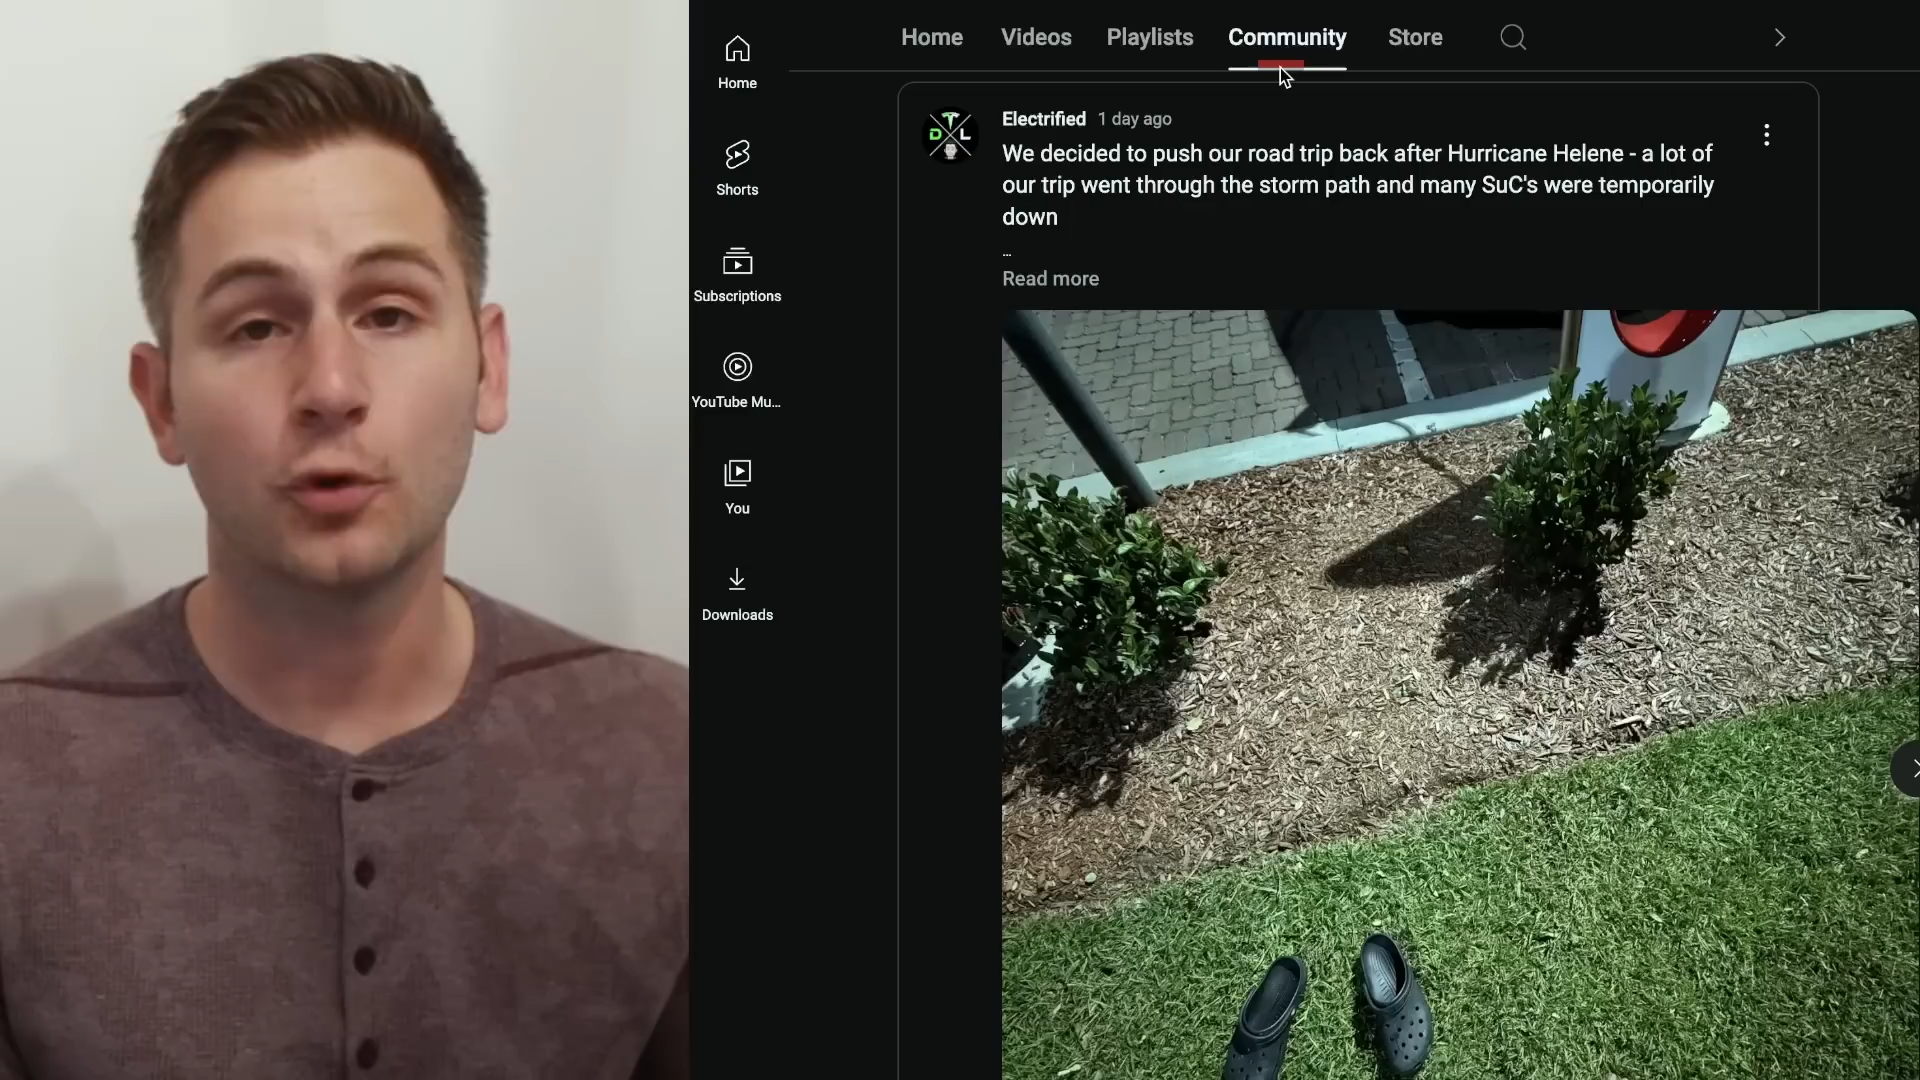 Home
Videos
Playlists
Community
Store
Home
Shorts
Subscriptions
YouTube Mu...
You
Downloads
D L
Electrified 1 day ago
We decided to push our road trip back after Hurricane Helene - a lot of
our trip went through the storm path and many SuC's were temporarily
down
...
Read more